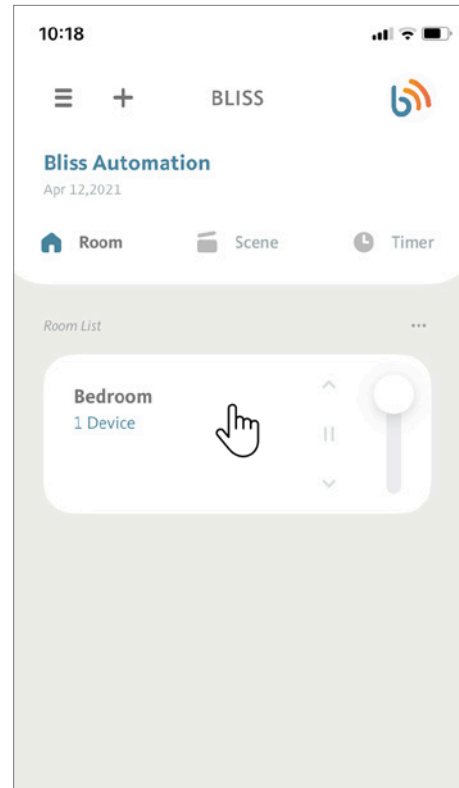 10:18
BLISS
Bliss Automation
Apr 12,2021
Room
Scene
Timer
Room List
Bedroom
1 Device